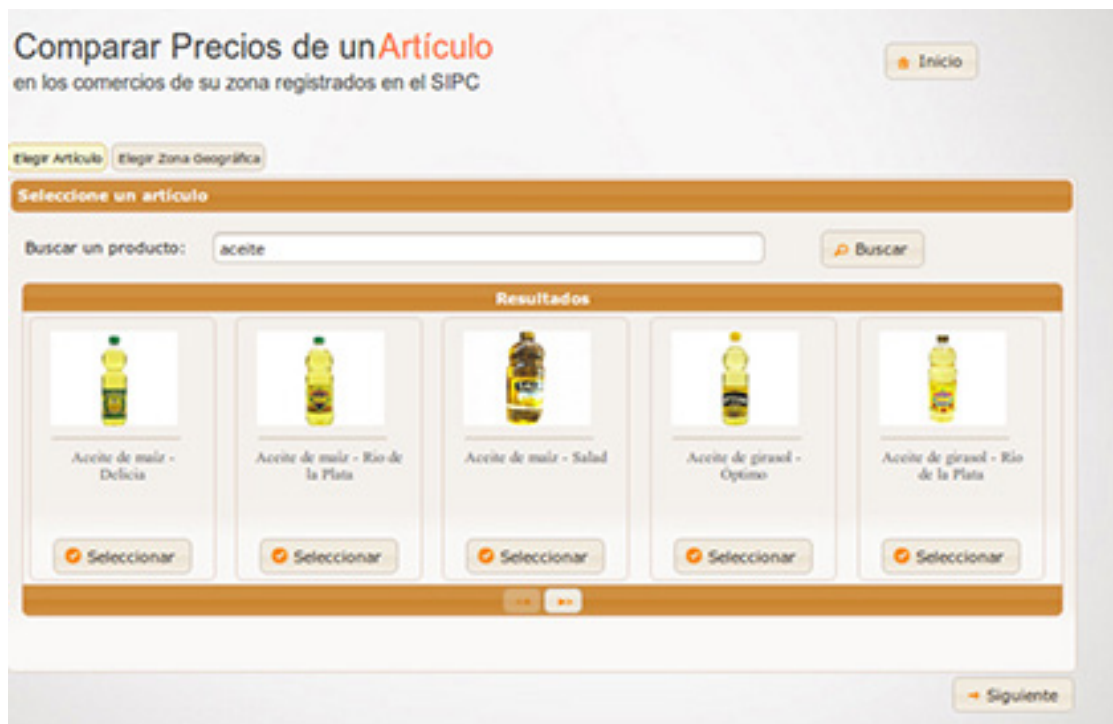 Comparar Precios de un Artículo
en los comercios de su zona registrados en el SIPC
Inicio
Elegir Artículo
Elegir Zona Geográfica
Seleccione un artículo
Buscar un producto:
aceite
Buscar
Resultados
Aceite de maíz -
Delicia
Aceite de maíz - Rio de
la Plata
Aceite de maíz - Salad
Aceite de girasol -
Optimo
Aceite de girasol - Rio
de la Plata
Seleccionar
Seleccionar
Seleccionar
Seleccionar
Seleccionar
Siguiente